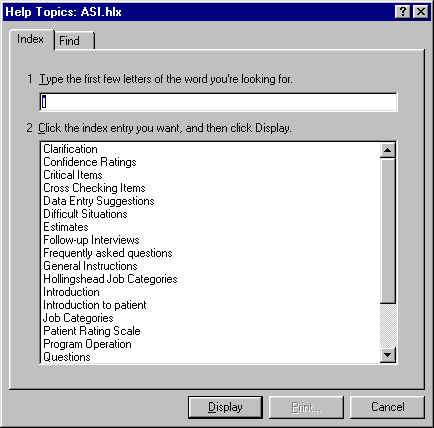 Help Topics: ASI.hlx
Index Find
1 Type the first few letters of the word you're looking for.
2 Click the index entry you want, and then click Display.
Clarification
Confidence Ratings
Critical Items
Cross Checking Items
Data Entry Suggestions
Difficult Situations
Estimates
Follow-up Interviews
Frequently asked questions
General Instructions
Hollingshead Job Categories
Introduction
Introduction to patient
Job Categories
Patient Rating Scale
Program Operation
Questions
Display Print... Cancel